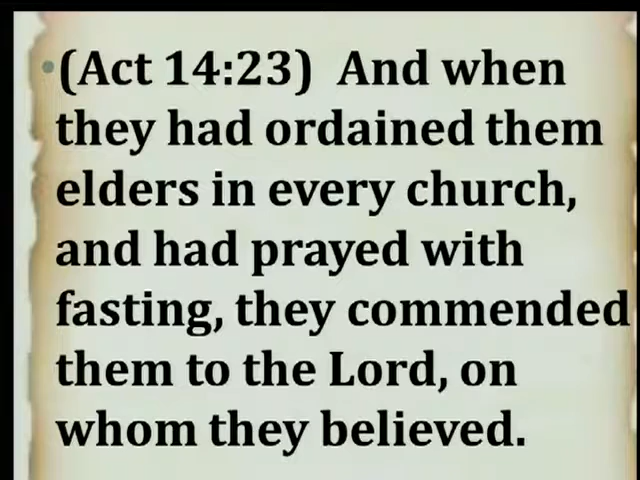 •(Act 14:23)  And when
they had ordained them
elders in every church,
and had prayed with
fasting, they commended
them to the Lord, on
whom they believed.